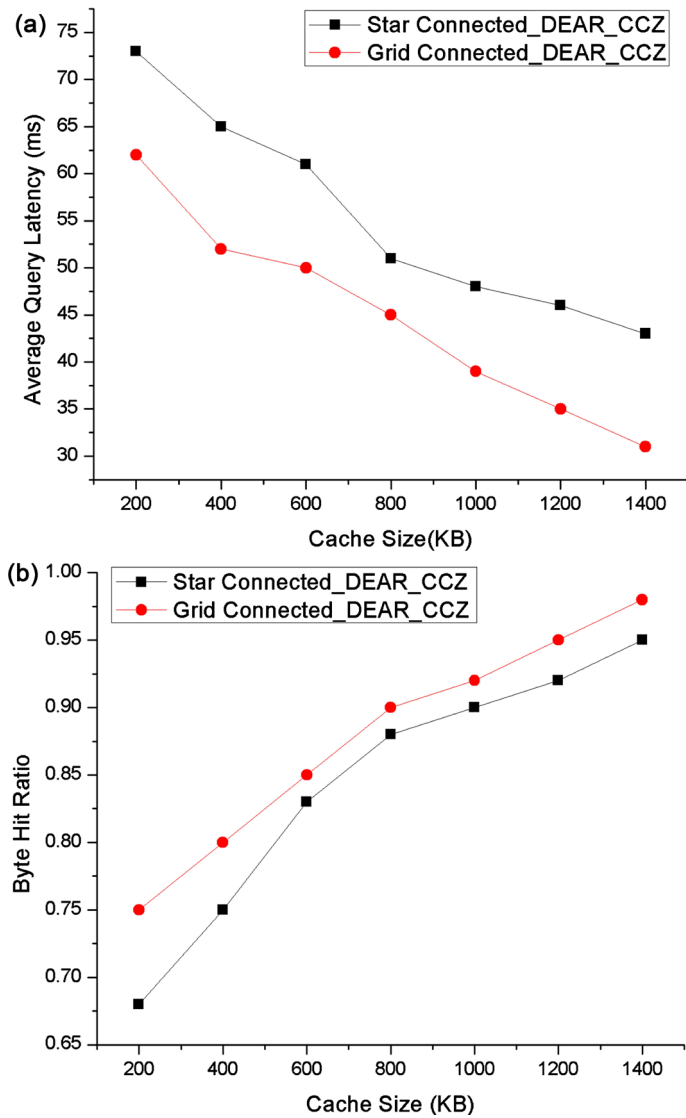 (a)
Star Connected_DEAR_CCZ
Grid Connected_DEAR_CCZ
75
70
65
60
55
50
45
40
35
30
Average Query Latency (ms)
200 400 600 800 1000 1200 1400
Cache Size(KB)
(b)
Star Connected_DEAR_CCZ
Grid Connected_DEAR_CCZ
1.00
0.95
0.90
0.85
0.80
0.75
0.70
0.65
Byte Hit Ratio
200 400 600 800 1000 1200 1400
Cache Size (KB)